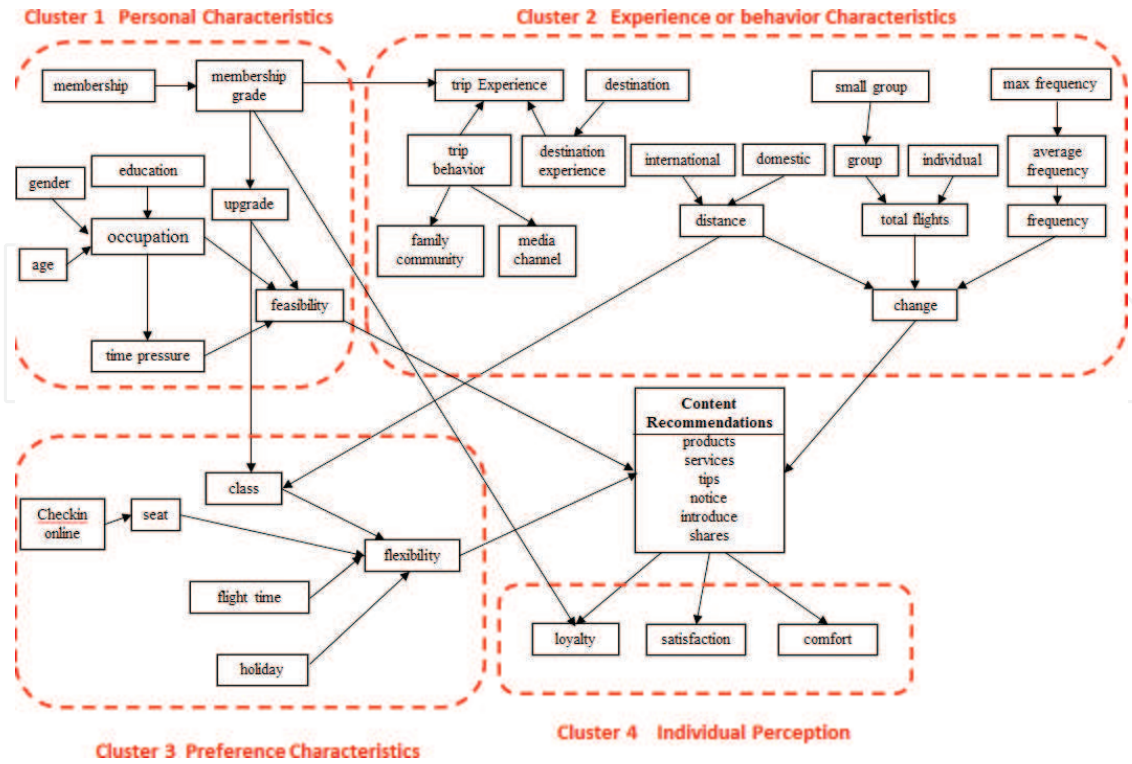 Cluster 1 Personal Characteristics
Cluster 2 Experience or behavior Characteristics
membership
membership
grade
trip Experience
destination
small group
max frequency
education
gender
upgrade
occupation
age
feasibility
time pressure
trip
behavior
destination
experience
international
domestic
group
individual
average
frequency
family
community
media
channel
distance
total flights
frequency
change
Content
Recommendations
products
services
tips
notice
introduce
shares
class
Checkin
online
seat
flexibility
flight time
holiday
loyalty
satisfaction
comfort
Cluster 4 Individual Perception
Cluster 3 Preference Characteristics